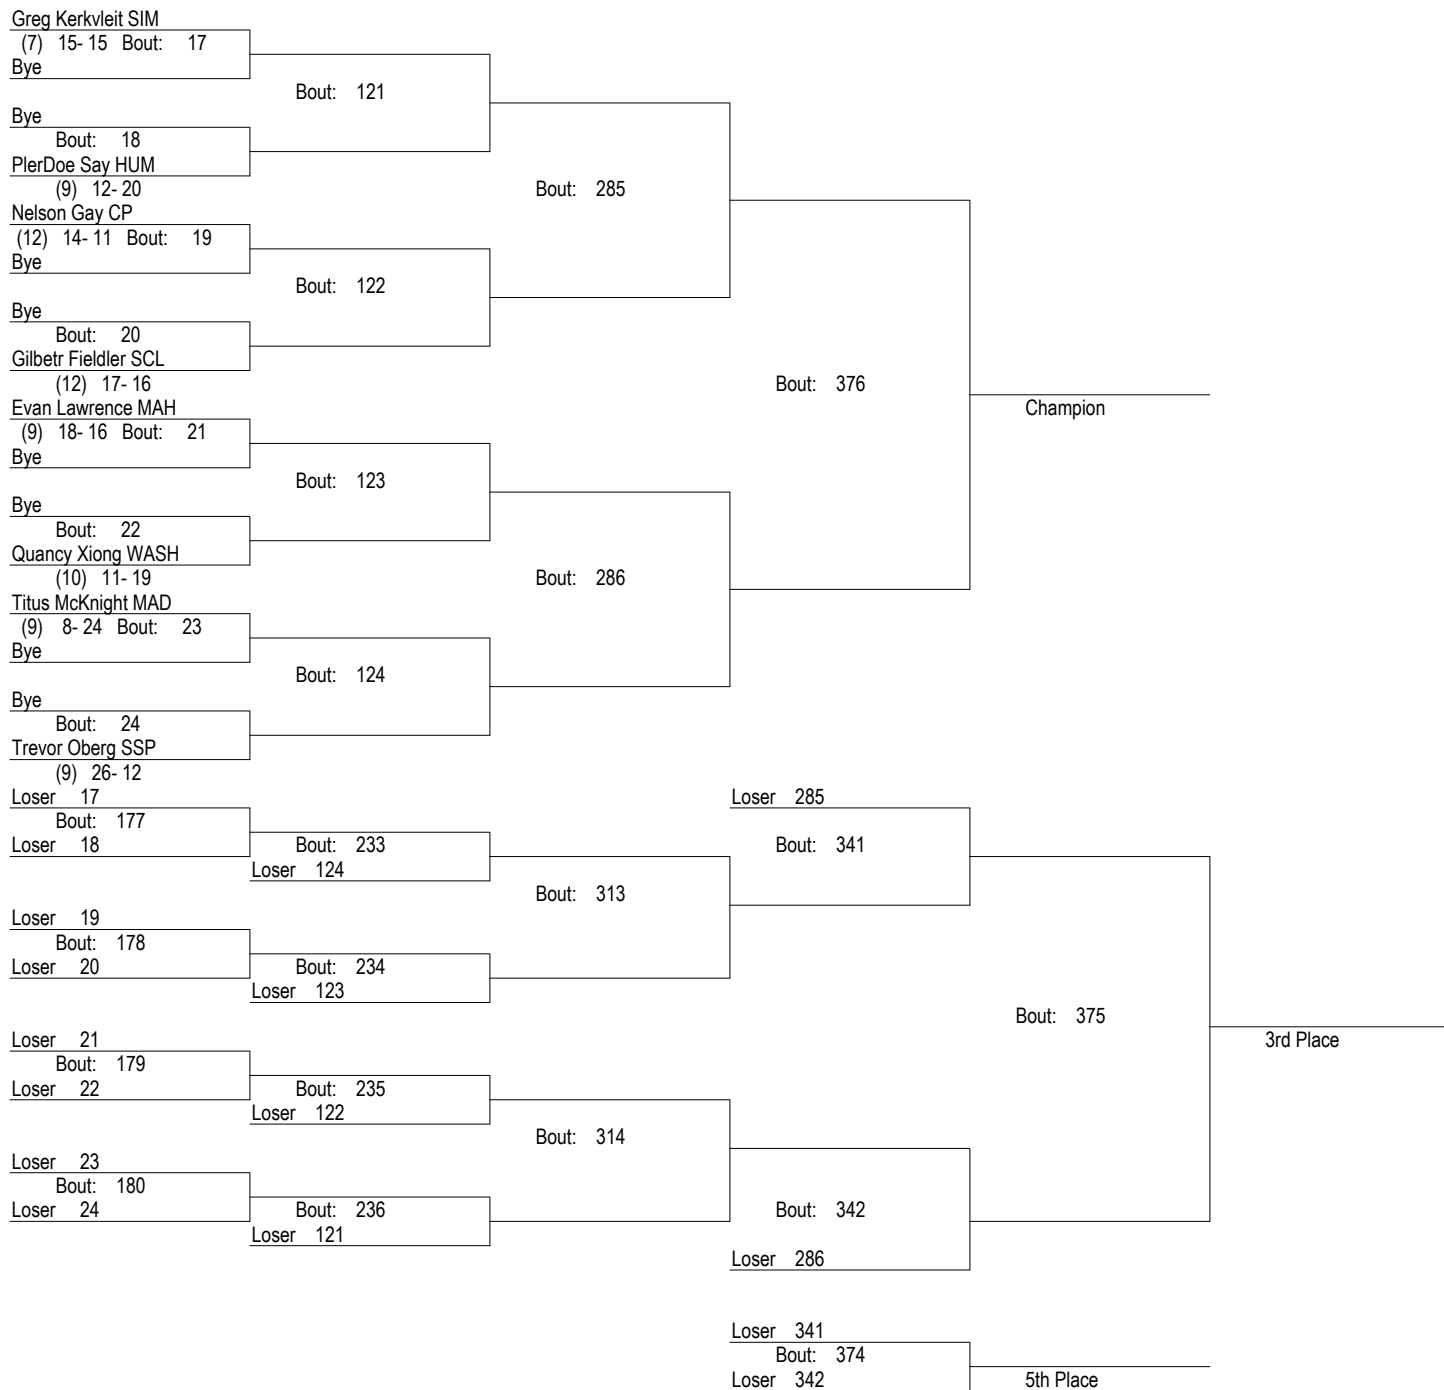 Greg Kerkvleit SIM
(7) 15- 15 Bout: 17
Bye
Bout: 121
Bye
Bout: 18
PlerDoe Say HUM
(9) 12- 20
Bout: 285
Nelson Gay CP
(12) 14- 11 Bout: 19
Bye
Bout: 122
Bye
Bout: 20
Gilbetr Fieldler SCL
(12) 17- 16
Bout: 376
Champion
Evan Lawrence MAH
(9) 18- 16 Bout: 21
Bye
Bout: 123
Bye
Bout: 22
Quancy Xiong WASH
(10) 11- 19
Bout: 286
Titus McKnight MAD
(9) 8- 24 Bout: 23
Bye
Bout: 124
Bye
Bout: 24
Trevor Oberg SSP
(9) 26- 12
Loser 17
Bout: 177
Loser 18
Bout: 233
Loser 124
Bout: 313
Loser 285
Bout: 341
Loser 19
Bout: 178
Loser 20
Bout: 234
Loser 123
Bout: 375
3rd Place
Loser 21
Bout: 179
Loser 22
Bout: 235
Loser 122
Bout: 314
Loser 23
Bout: 180
Loser 24
Bout: 236
Loser 121
Bout: 342
Loser 286
Loser 341
Bout: 374
Loser 342
5th Place